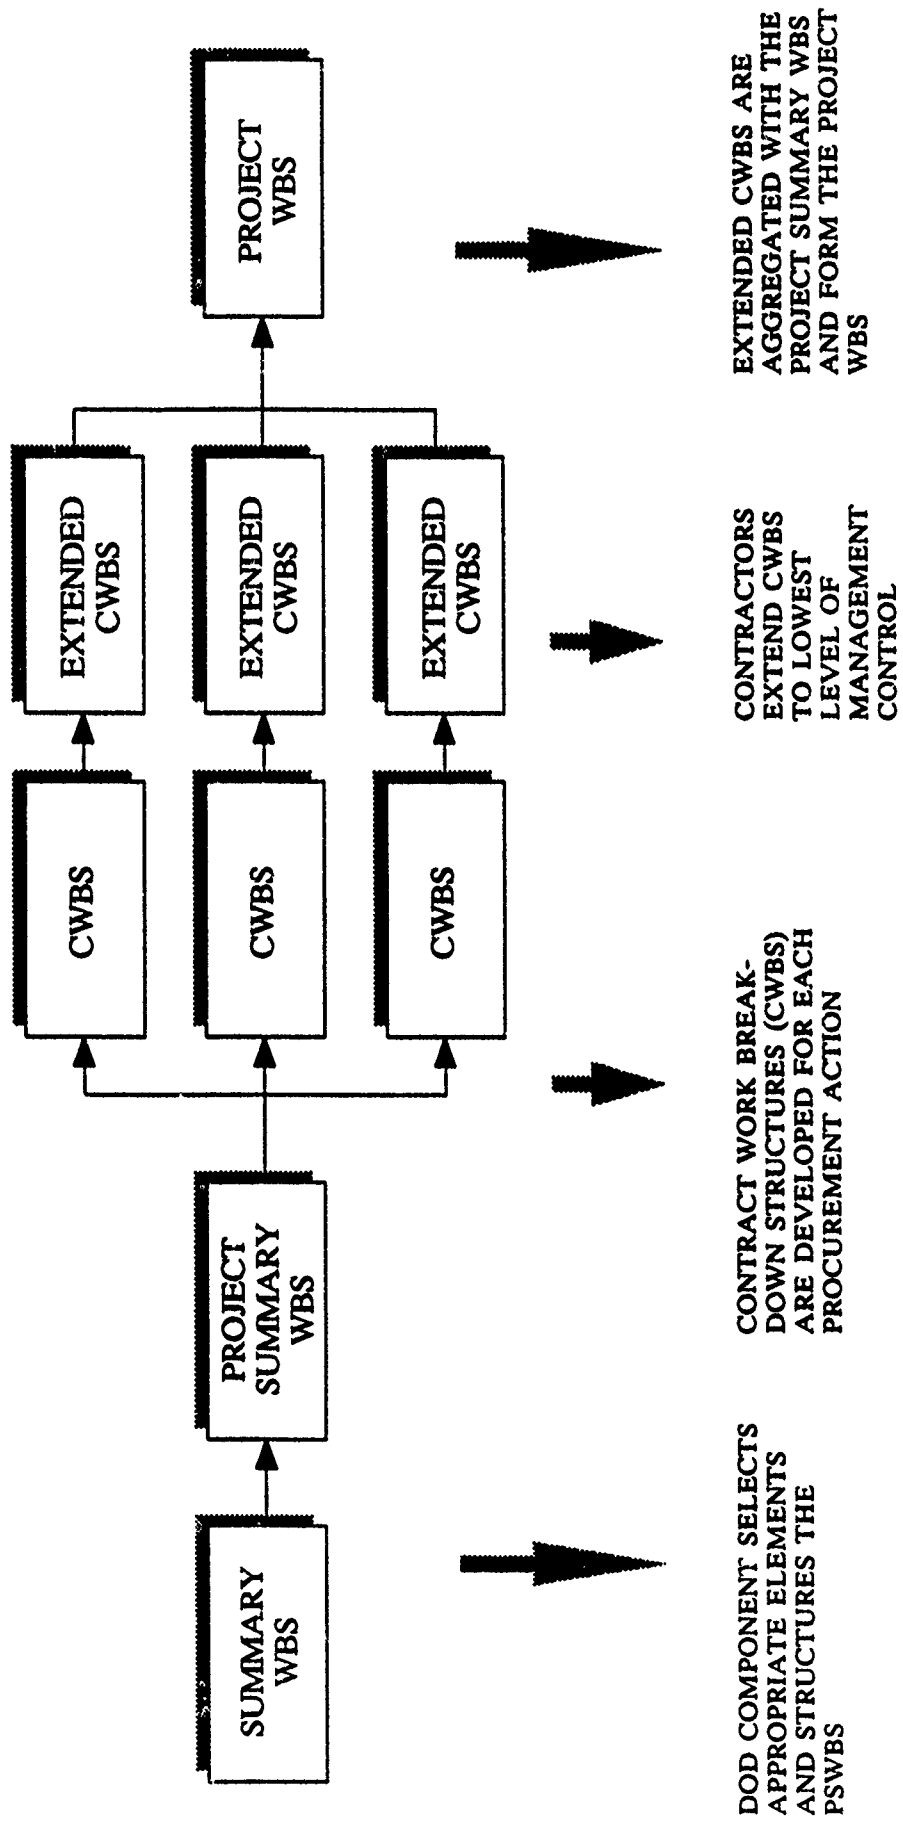 SUMMARY
WBS
PROJECT
SUMMARY
WBS
CWBS
CWBS
CWBS
EXTENDED
CWBS
EXTENDED
CWBS
EXTENDED
CWBS
PROJECT
WBS
DOD COMPONENT SELECTS
APPROPRIATE ELEMENTS
AND STRUCTURES THE
PSWBS
CONTRACT WORK BREAK-
DOWN STRUCTURES (CWBS)
ARE DEVELOPED FOR EACH
PROCUREMENT ACTION
CONTRACTORS
EXTEND CWBS
TO LOWEST
LEVEL OF
MANAGEMENT
CONTROL
EXTENDED CWBS ARE
AGGREGATED WITH THE
PROJECT SUMMARY WBS
AND FORM THE PROJECT
WBS